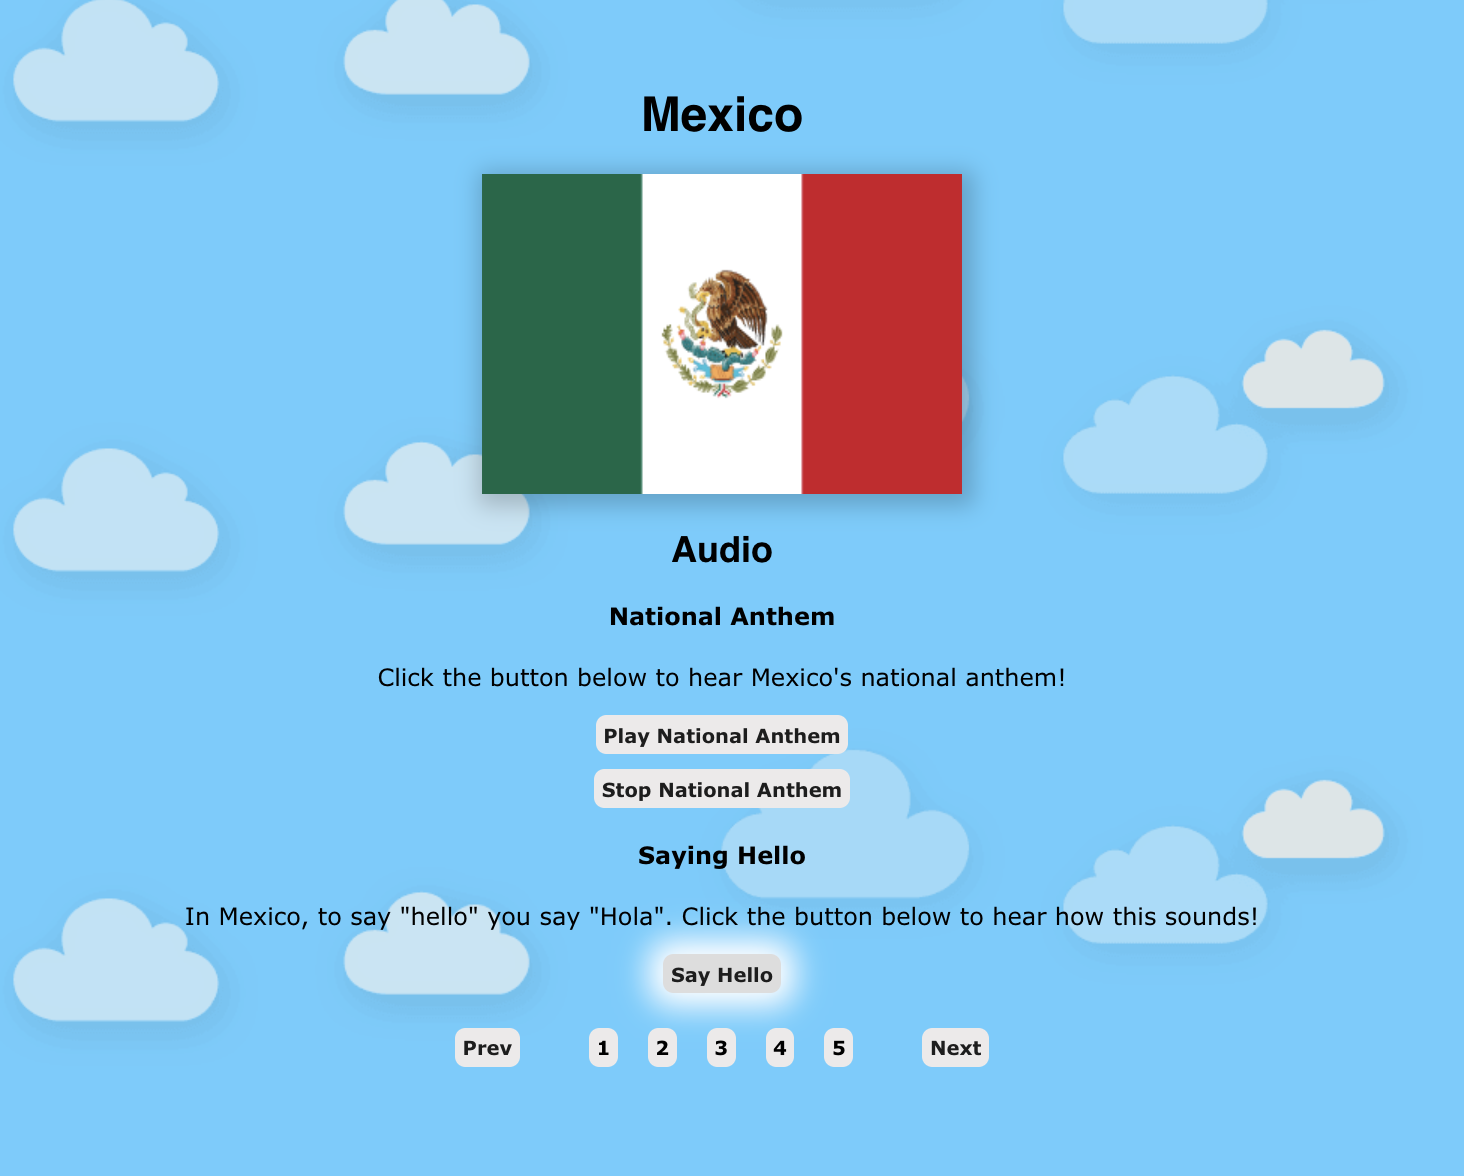 Mexico
Audio
National Anthem
Click the button below to hear Mexico's national anthem!
Play National Anthem
Stop National Anthem
Saying Hello
In Mexico, to say "hello" you say "Hola". Click the button below to hear how this sounds!
Say Hello
Prev 1 2 3 4 5 Next